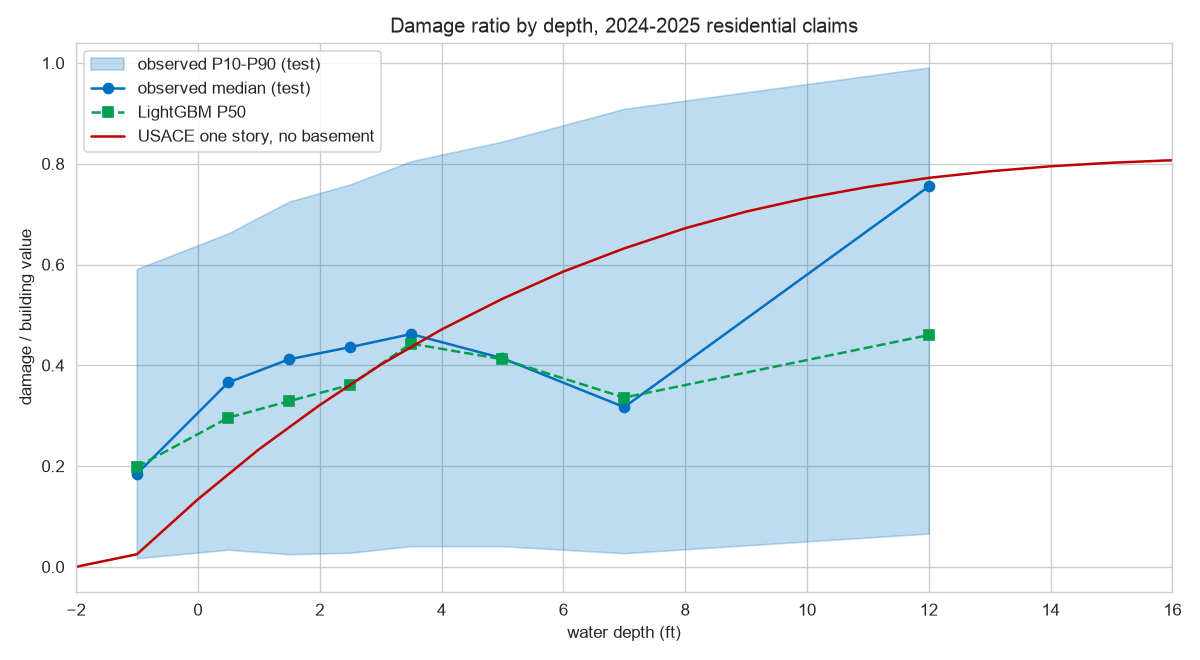 Damage ratio by depth, 2024-2025 residential claims
observed P10-P90 (test)
observed median (test)
LightGBM P50
USACE one story, no basement
damage / building value
1.0
0.8
0.6
0.4
0.2
0.0
−2 0 2 4 6 8 10 12 14 16
water depth (ft)